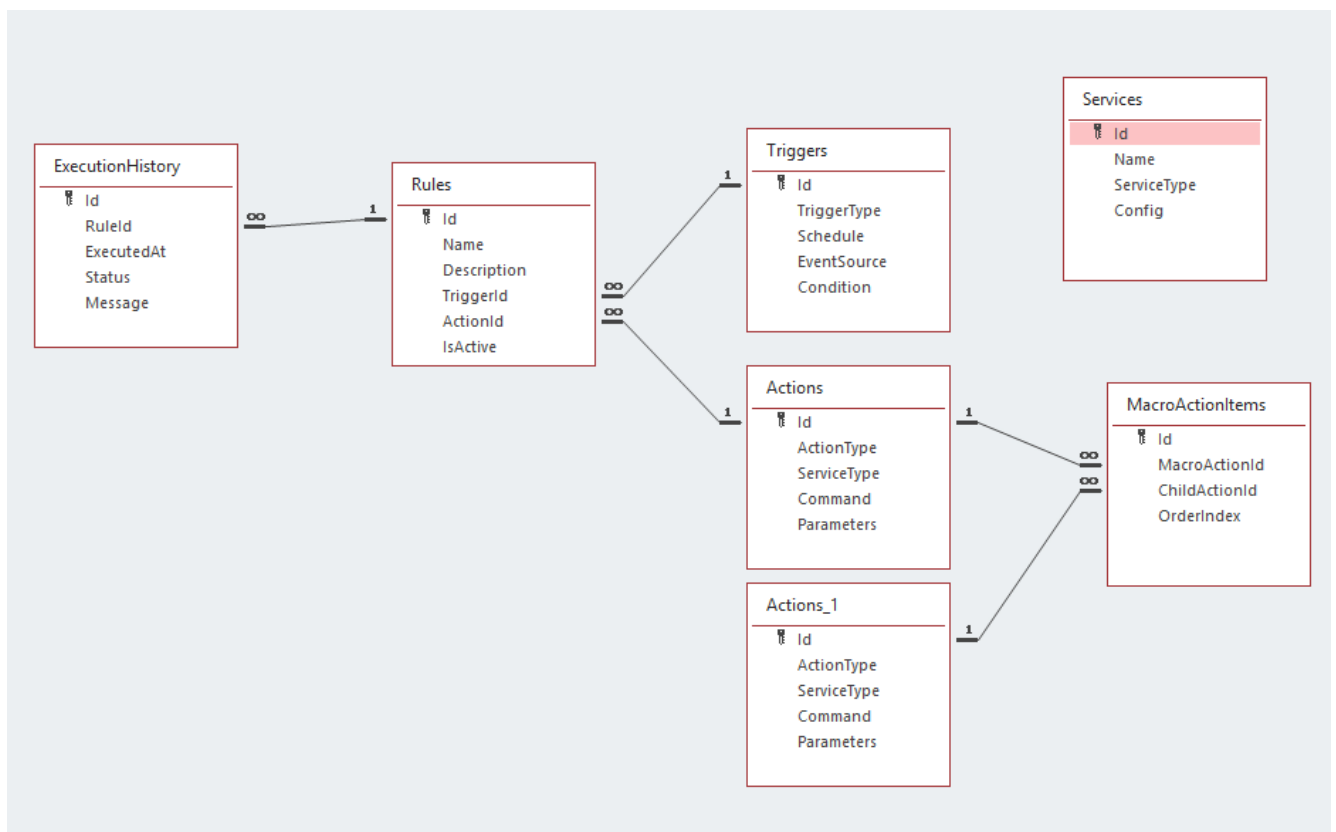 ExecutionHistory
Id
RuleId
ExecutedAt
Status
Message
∞
1
Rules
Id
Name
Description
TriggerId
ActionId
IsActive
∞
∞
1
Triggers
Id
TriggerType
Schedule
EventSource
Condition
1
Actions
Id
ActionType
ServiceType
Command
Parameters
1
Actions_1
Id
ActionType
ServiceType
Command
Parameters
1
Services
Id
Name
ServiceType
Config
∞
∞
MacroActionItems
Id
MacroActionId
ChildActionId
OrderIndex